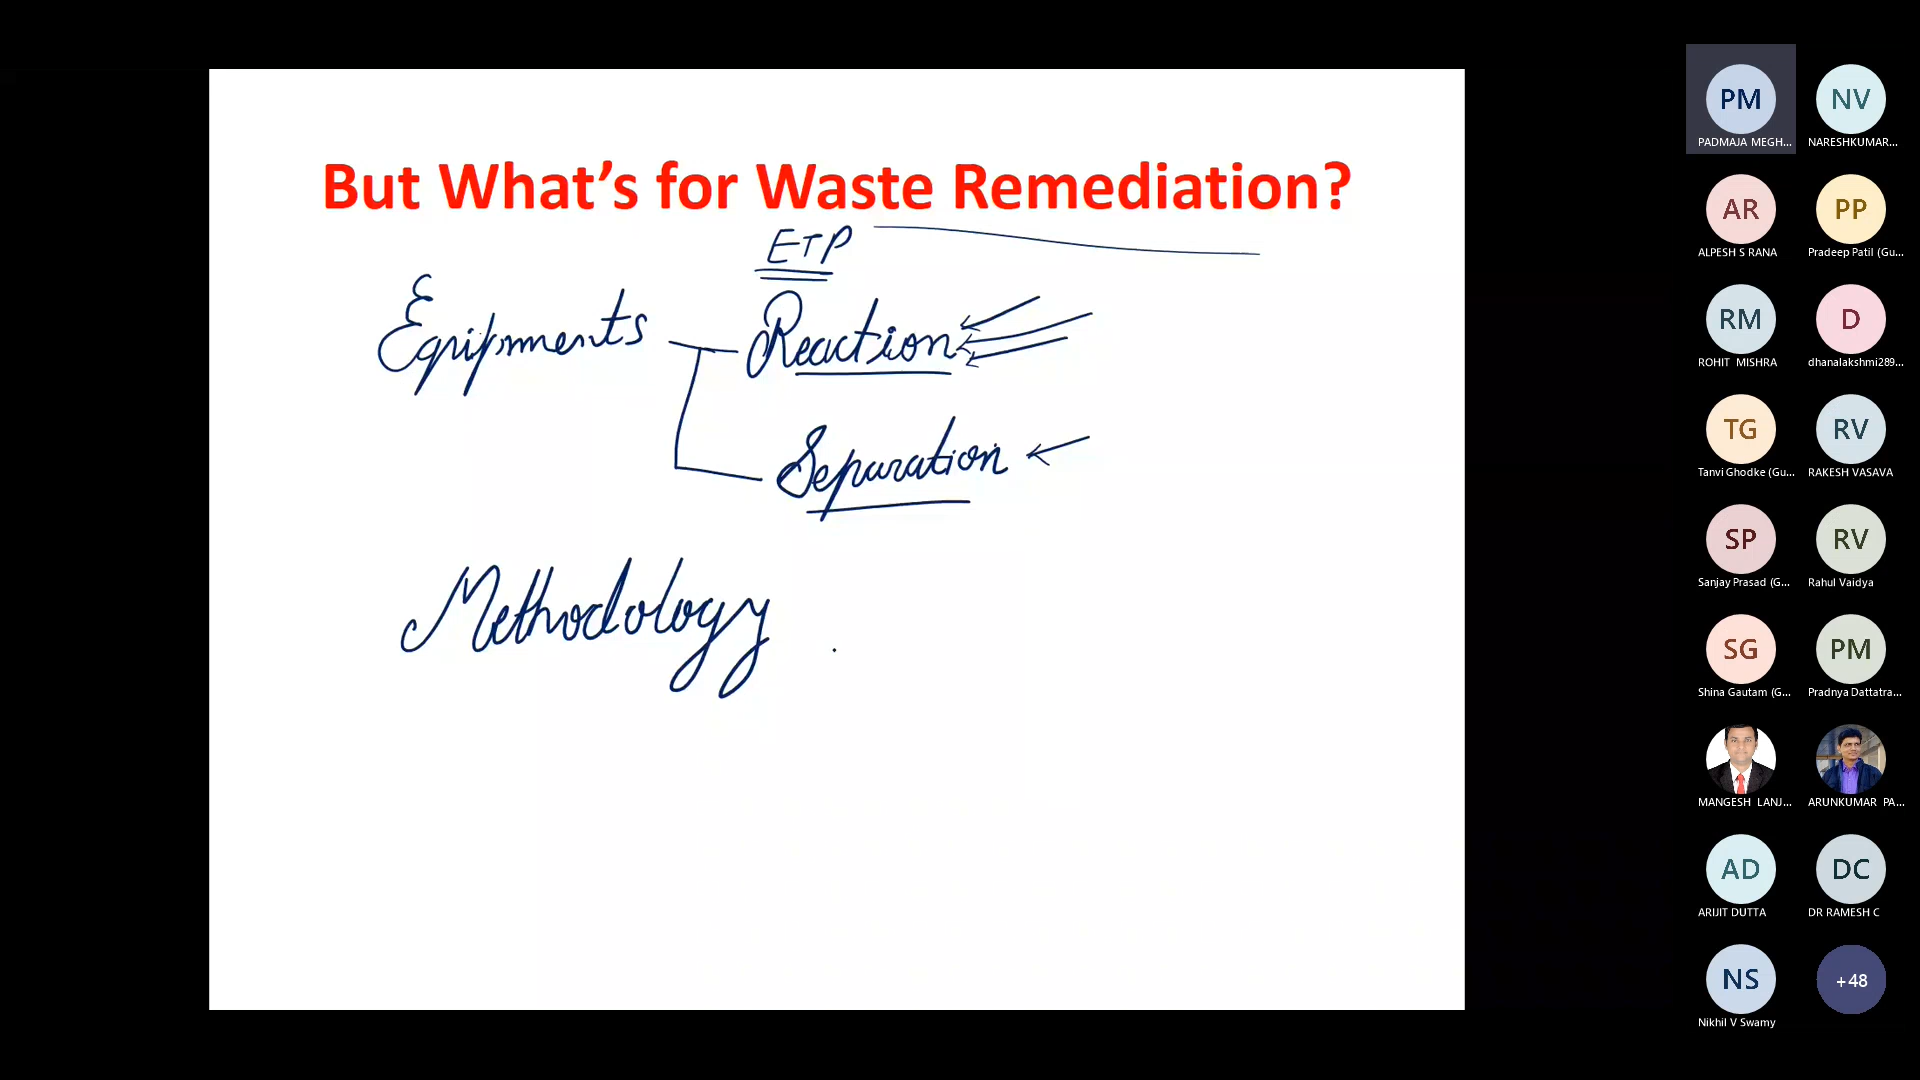 But What's for Waste Remediation?
ETP
Equipments
Reaction
Separation
Methodology
PM
PADMAJA MEGH...
NV
NARESHKUMAR...
AR
ALPESH S RANA
PP
Pradeep Patil (Gu...
RM
ROHIT MISHRA
D
dhanalakshmi289...
TG
Tanvi Ghodke (Gu...
RV
RAKESH VASAVA
SP
Sanjay Prasad (G...
RV
Rahul Vaidya
SG
Shina Gautam (G...
PM
Pradnya Dattatra...
MANGESH LANJ...
ARUNKUMAR PA...
AD
ARIJIT DUTTA
DC
DR RAMESH C
NS
Nikhil V Swamy
+48